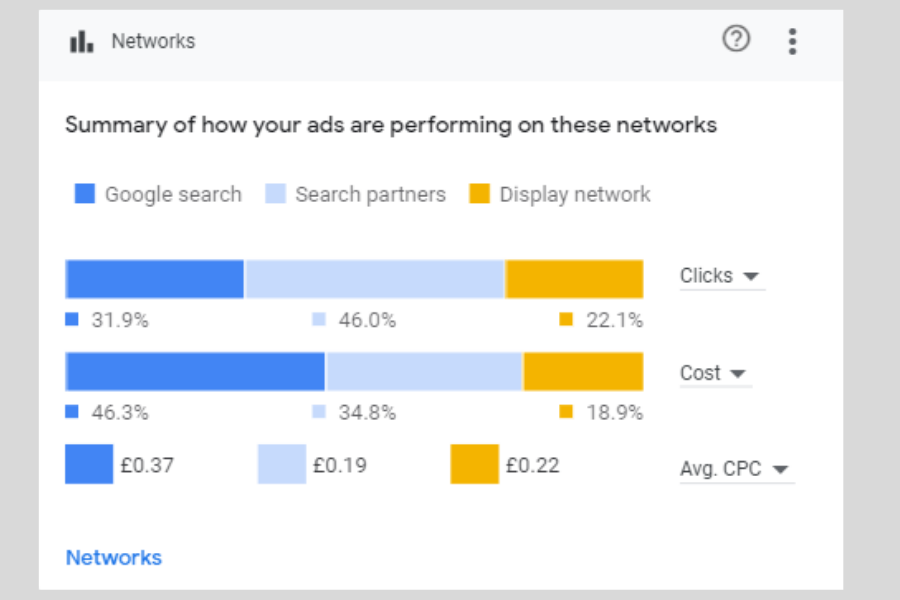 Networks
Summary of how your ads are performing on these networks
Google search Search partners Display network
Clicks
31.9% 46.0% 22.1%
Cost
46.3% 34.8% 18.9%
£0.37 £0.19 £0.22 Avg. CPC
Networks